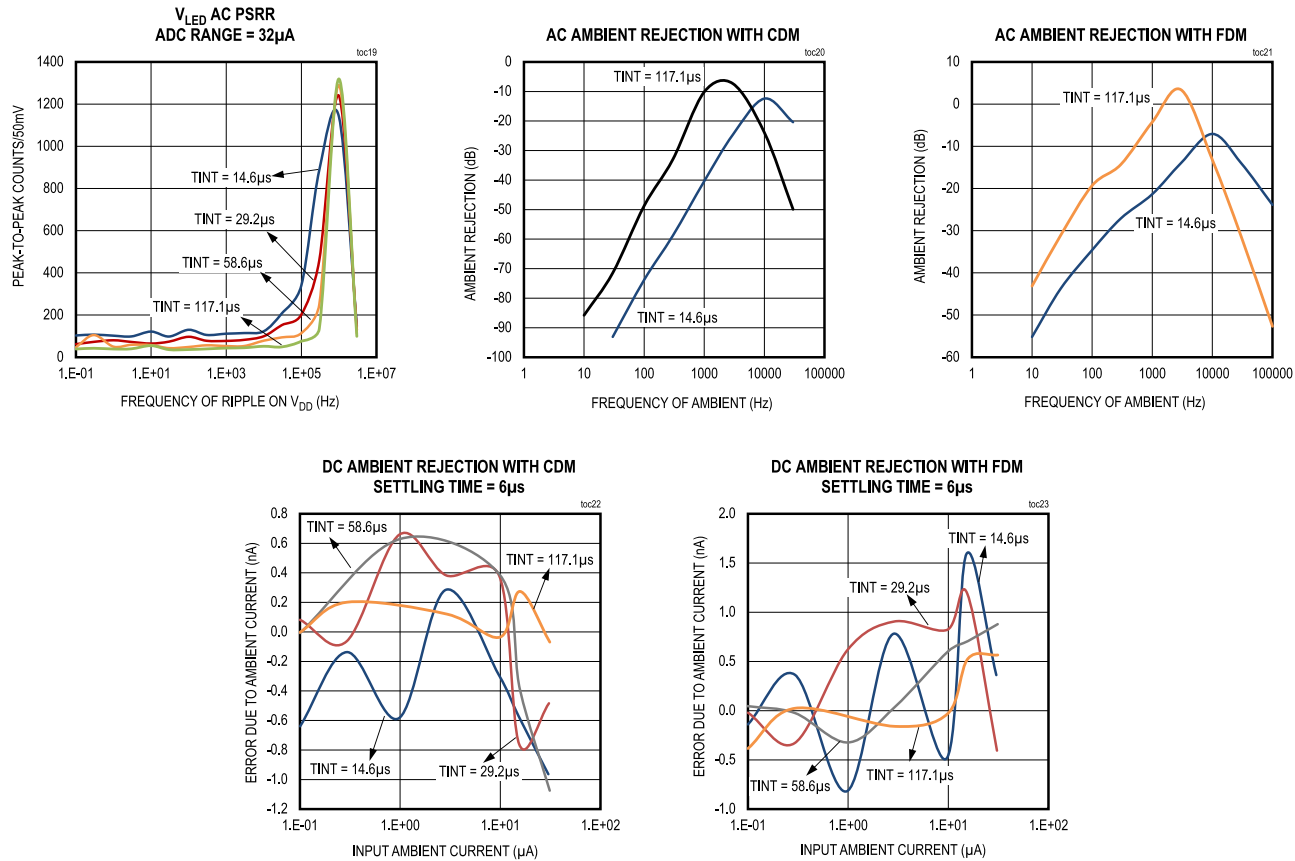 V_LED AC PSRR
ADC RANGE = 32µA
toc19
PEAK-TO-PEAK COUNTS/50mV
1400
1200
1000
800
600
400
200
0
TINT = 14.6µs
TINT = 29.2µs
TINT = 58.6µs
TINT = 117.1µs
1.E-01
1.E+01
1.E+03
1.E+05
1.E+07
FREQUENCY OF RIPPLE ON V_DD (Hz)
AC AMBIENT REJECTION WITH CDM
toc20
AMBIENT REJECTION (dB)
0
-10
-20
-30
-40
-50
-60
-70
-80
-90
-100
TINT = 117.1µs
TINT = 14.6µs
1
10
100
1000
10000
100000
FREQUENCY OF AMBIENT (Hz)
AC AMBIENT REJECTION WITH FDM
toc21
AMBIENT REJECTION (dB)
10
0
-10
-20
-30
-40
-50
-60
TINT = 117.1µs
TINT = 14.6µs
1
10
100
1000
10000
100000
FREQUENCY OF AMBIENT (Hz)
DC AMBIENT REJECTION WITH CDM
SETTLING TIME = 6µs
toc22
ERROR DUE TO AMBIENT CURRENT (nA)
0.8
0.6
0.4
0.2
0.0
-0.2
-0.4
-0.6
-0.8
-1.0
-1.2
TINT = 58.6µs
TINT = 117.1µs
TINT = 14.6µs
TINT = 29.2µs
1.E-01
1.E+00
1.E+01
1.E+02
INPUT AMBIENT CURRENT (µA)
DC AMBIENT REJECTION WITH FDM
SETTLING TIME = 6µs
toc23
ERROR DUE TO AMBIENT CURRENT (nA)
2.0
1.5
1.0
0.5
0.0
-0.5
-1.0
TINT = 14.6µs
TINT = 29.2µs
TINT = 58.6µs
TINT = 117.1µs
1.E-01
1.E+00
1.E+01
1.E+02
INPUT AMBIENT CURRENT (µA)